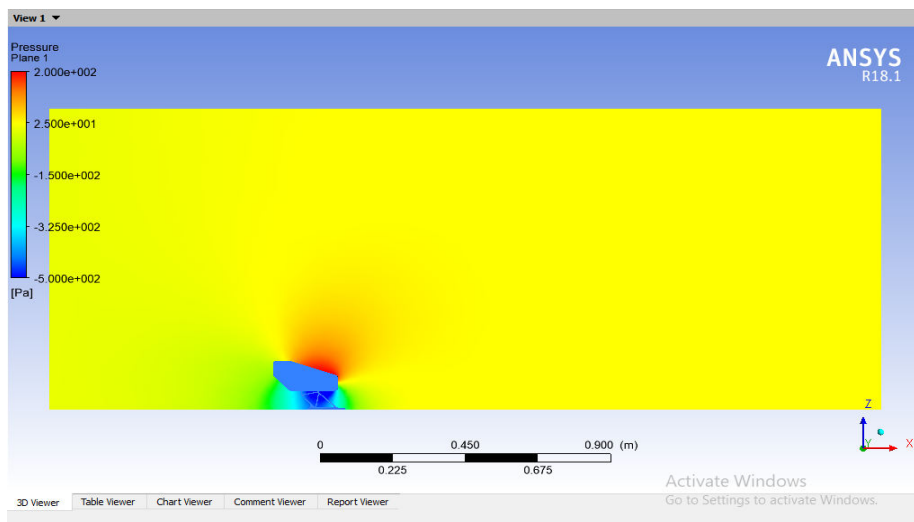 View 1
Pressure
Plane 1
2.000e+002
2.500e+001
-1.500e+002
-3.250e+002
-5.000e+002
[Pa]
ANSYS
R18.1
Z
Y
X
0 0.450 0.900 (m)
0.225 0.675
Activate Windows
Go to Settings to activate Windows.
3D Viewer Table Viewer Chart Viewer Comment Viewer Report Viewer